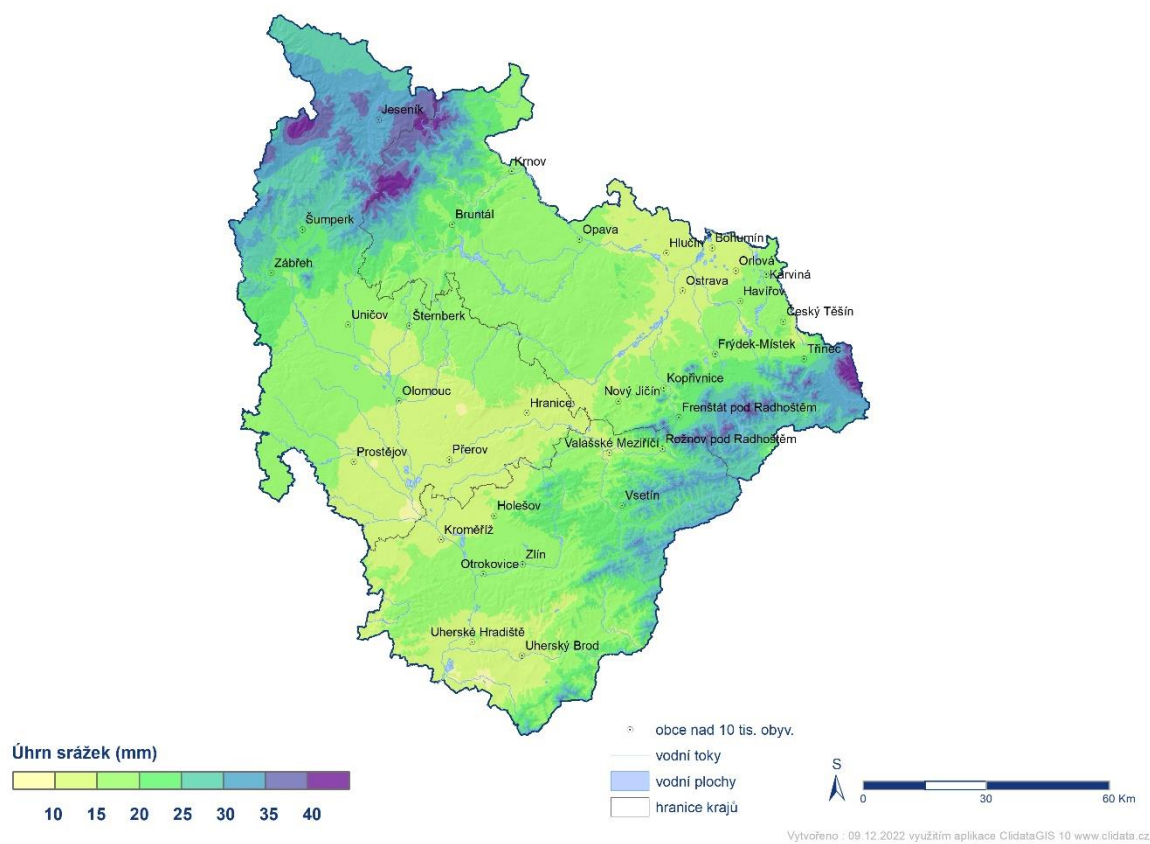 Jeseník
Krnov
Šumperk
Bruntál
Opava
Bohumín
Hlučín
Zábřeh
Orlová
Karviná
Ostrava
Havířov
Uničov
Šternberk
Český Těšín
Frýdek-Místek
Třinec
Kopřivnice
Olomouc
Nový Jičín
Hranice
Frenštát pod Radhoštěm
Valašské Meziříčí
Rožnov pod Radhoštěm
Prostějov
Přerov
Vsetín
Holešov
Kroměříž
Zlín
Otrokovice
Uherské Hradiště
Uherský Brod
Úhrn srážek (mm)
10 15 20 25 30 35 40
obce nad 10 tis. obyv.
vodní toky
vodní plochy
hranice krajů
S
0 30 60 Km
Vytvořeno : 09.12.2022 využitím aplikace ClidataGIS 10 www.clidata.cz